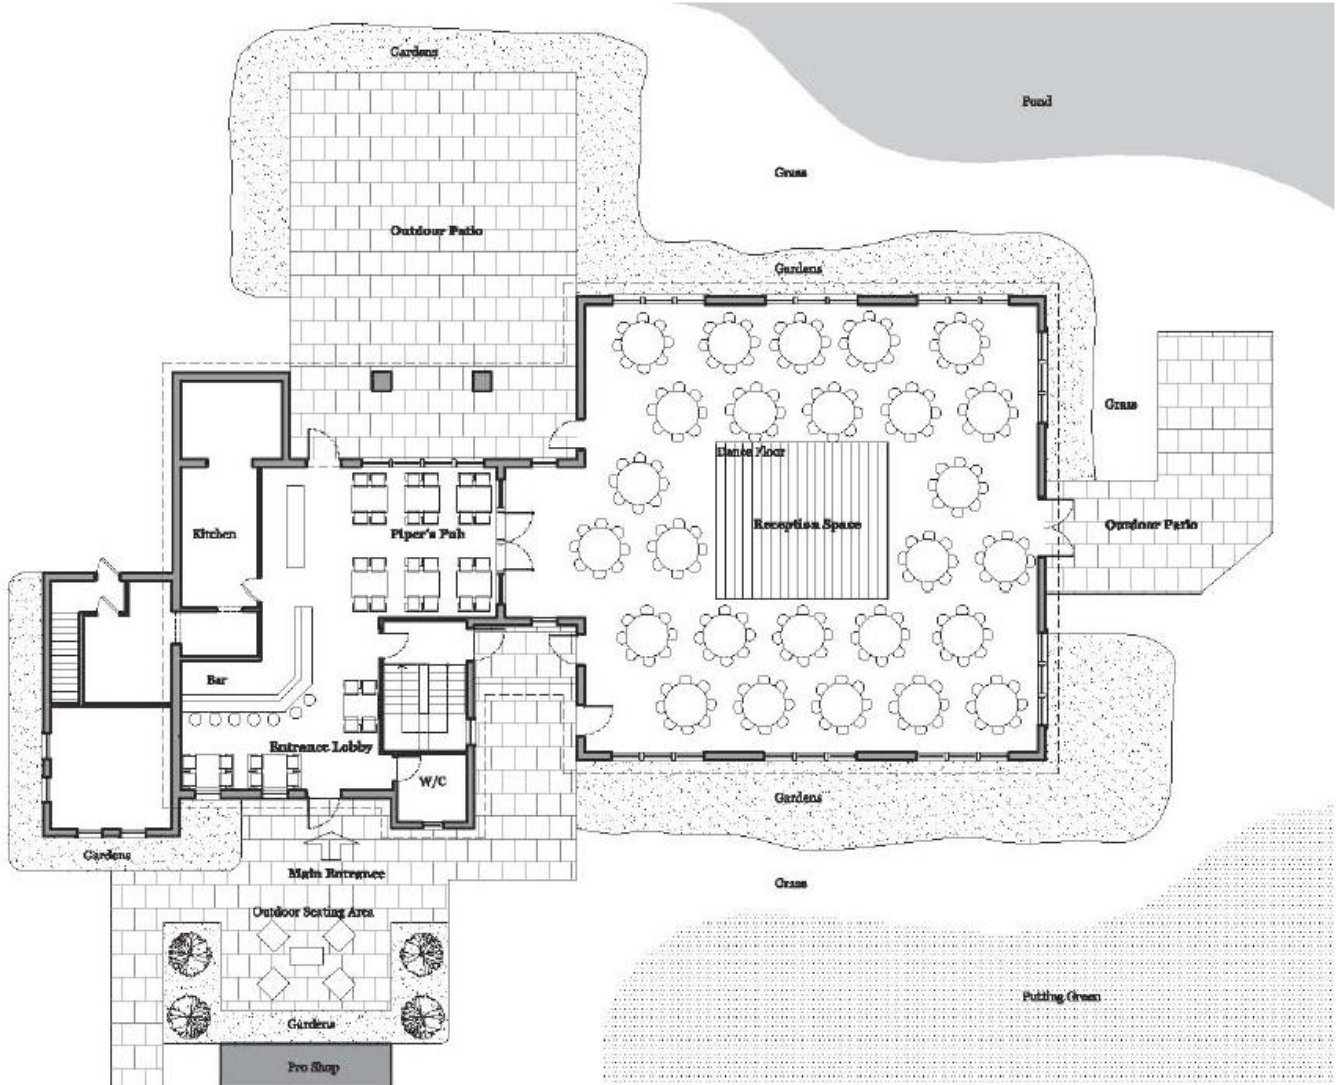 Gardens
Pond
Grass
Outdoor Patio
Gardens
Grass
Dance Floor
Kitchen
Piper's Pub
Reception Space
Outdoor Patio
Bar
Entrance Lobby
W/C
Gardens
Gardens
Main Entrance
Grass
Outdoor Seating Area
Putting Green
Gardens
Pro Shop